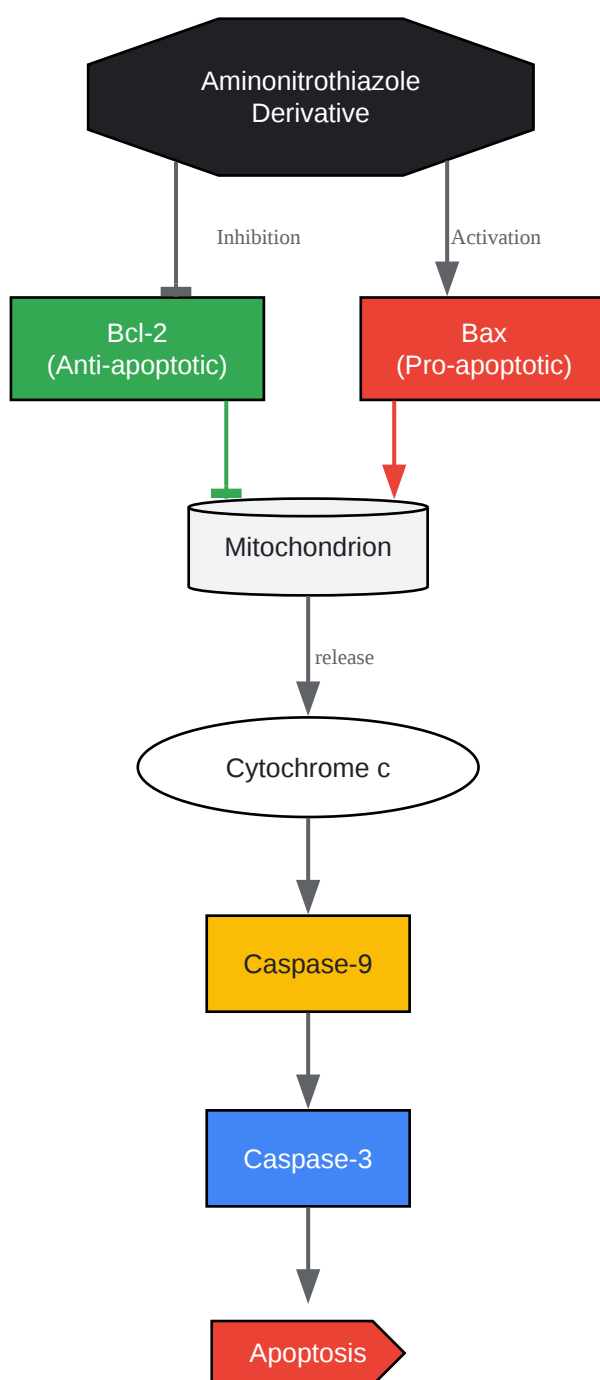 Aminonitrothiazole
Derivative
Inhibition
Activation
Bcl-2
(Anti-apoptotic)
Bax
(Pro-apoptotic)
Mitochondrion
release
Cytochrome c
Caspase-9
Caspase-3
Apoptosis